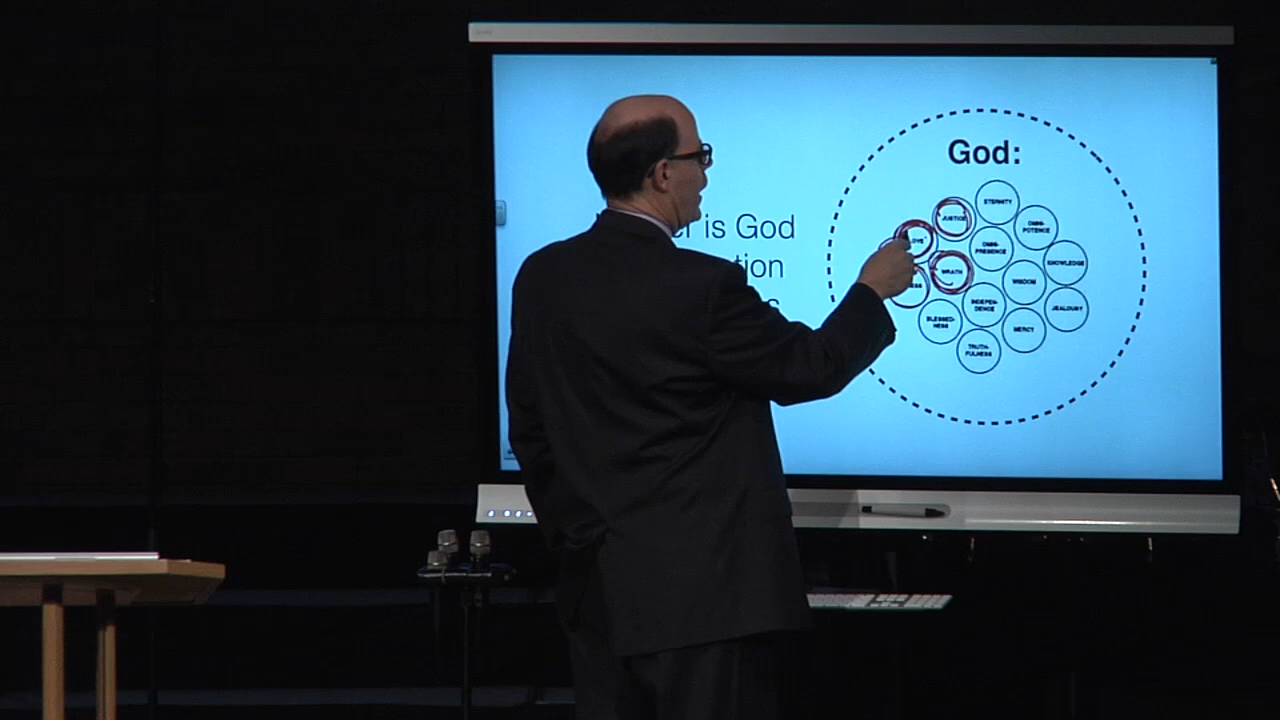 God:
is God
ETERNITY
JUSTICE
OMNI-
POTENCE
LOVE
OMNI-
PRESENCE
KNOWLEDGE
WRATH
WISDOM
INDEPEN-
DENCE
JEALOUSY
BLESSED-
NESS
MERCY
TRUTH-
FULNESS